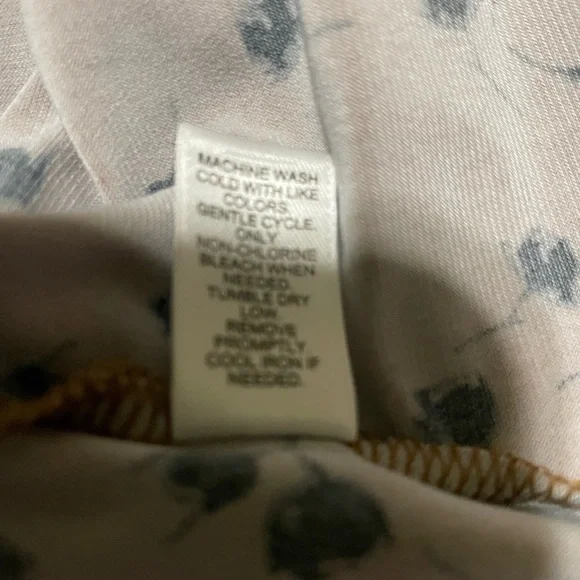 MACHINE WASH
COLD WITH LIKE
COLORS.
GENTLE CYCLE.
ONLY
NON-CHLORINE
BLEACH WHEN
NEEDED.
TUMBLE DRY
LOW.
REMOVE
PROMPTLY
COOL IRON IF
NEEDED.